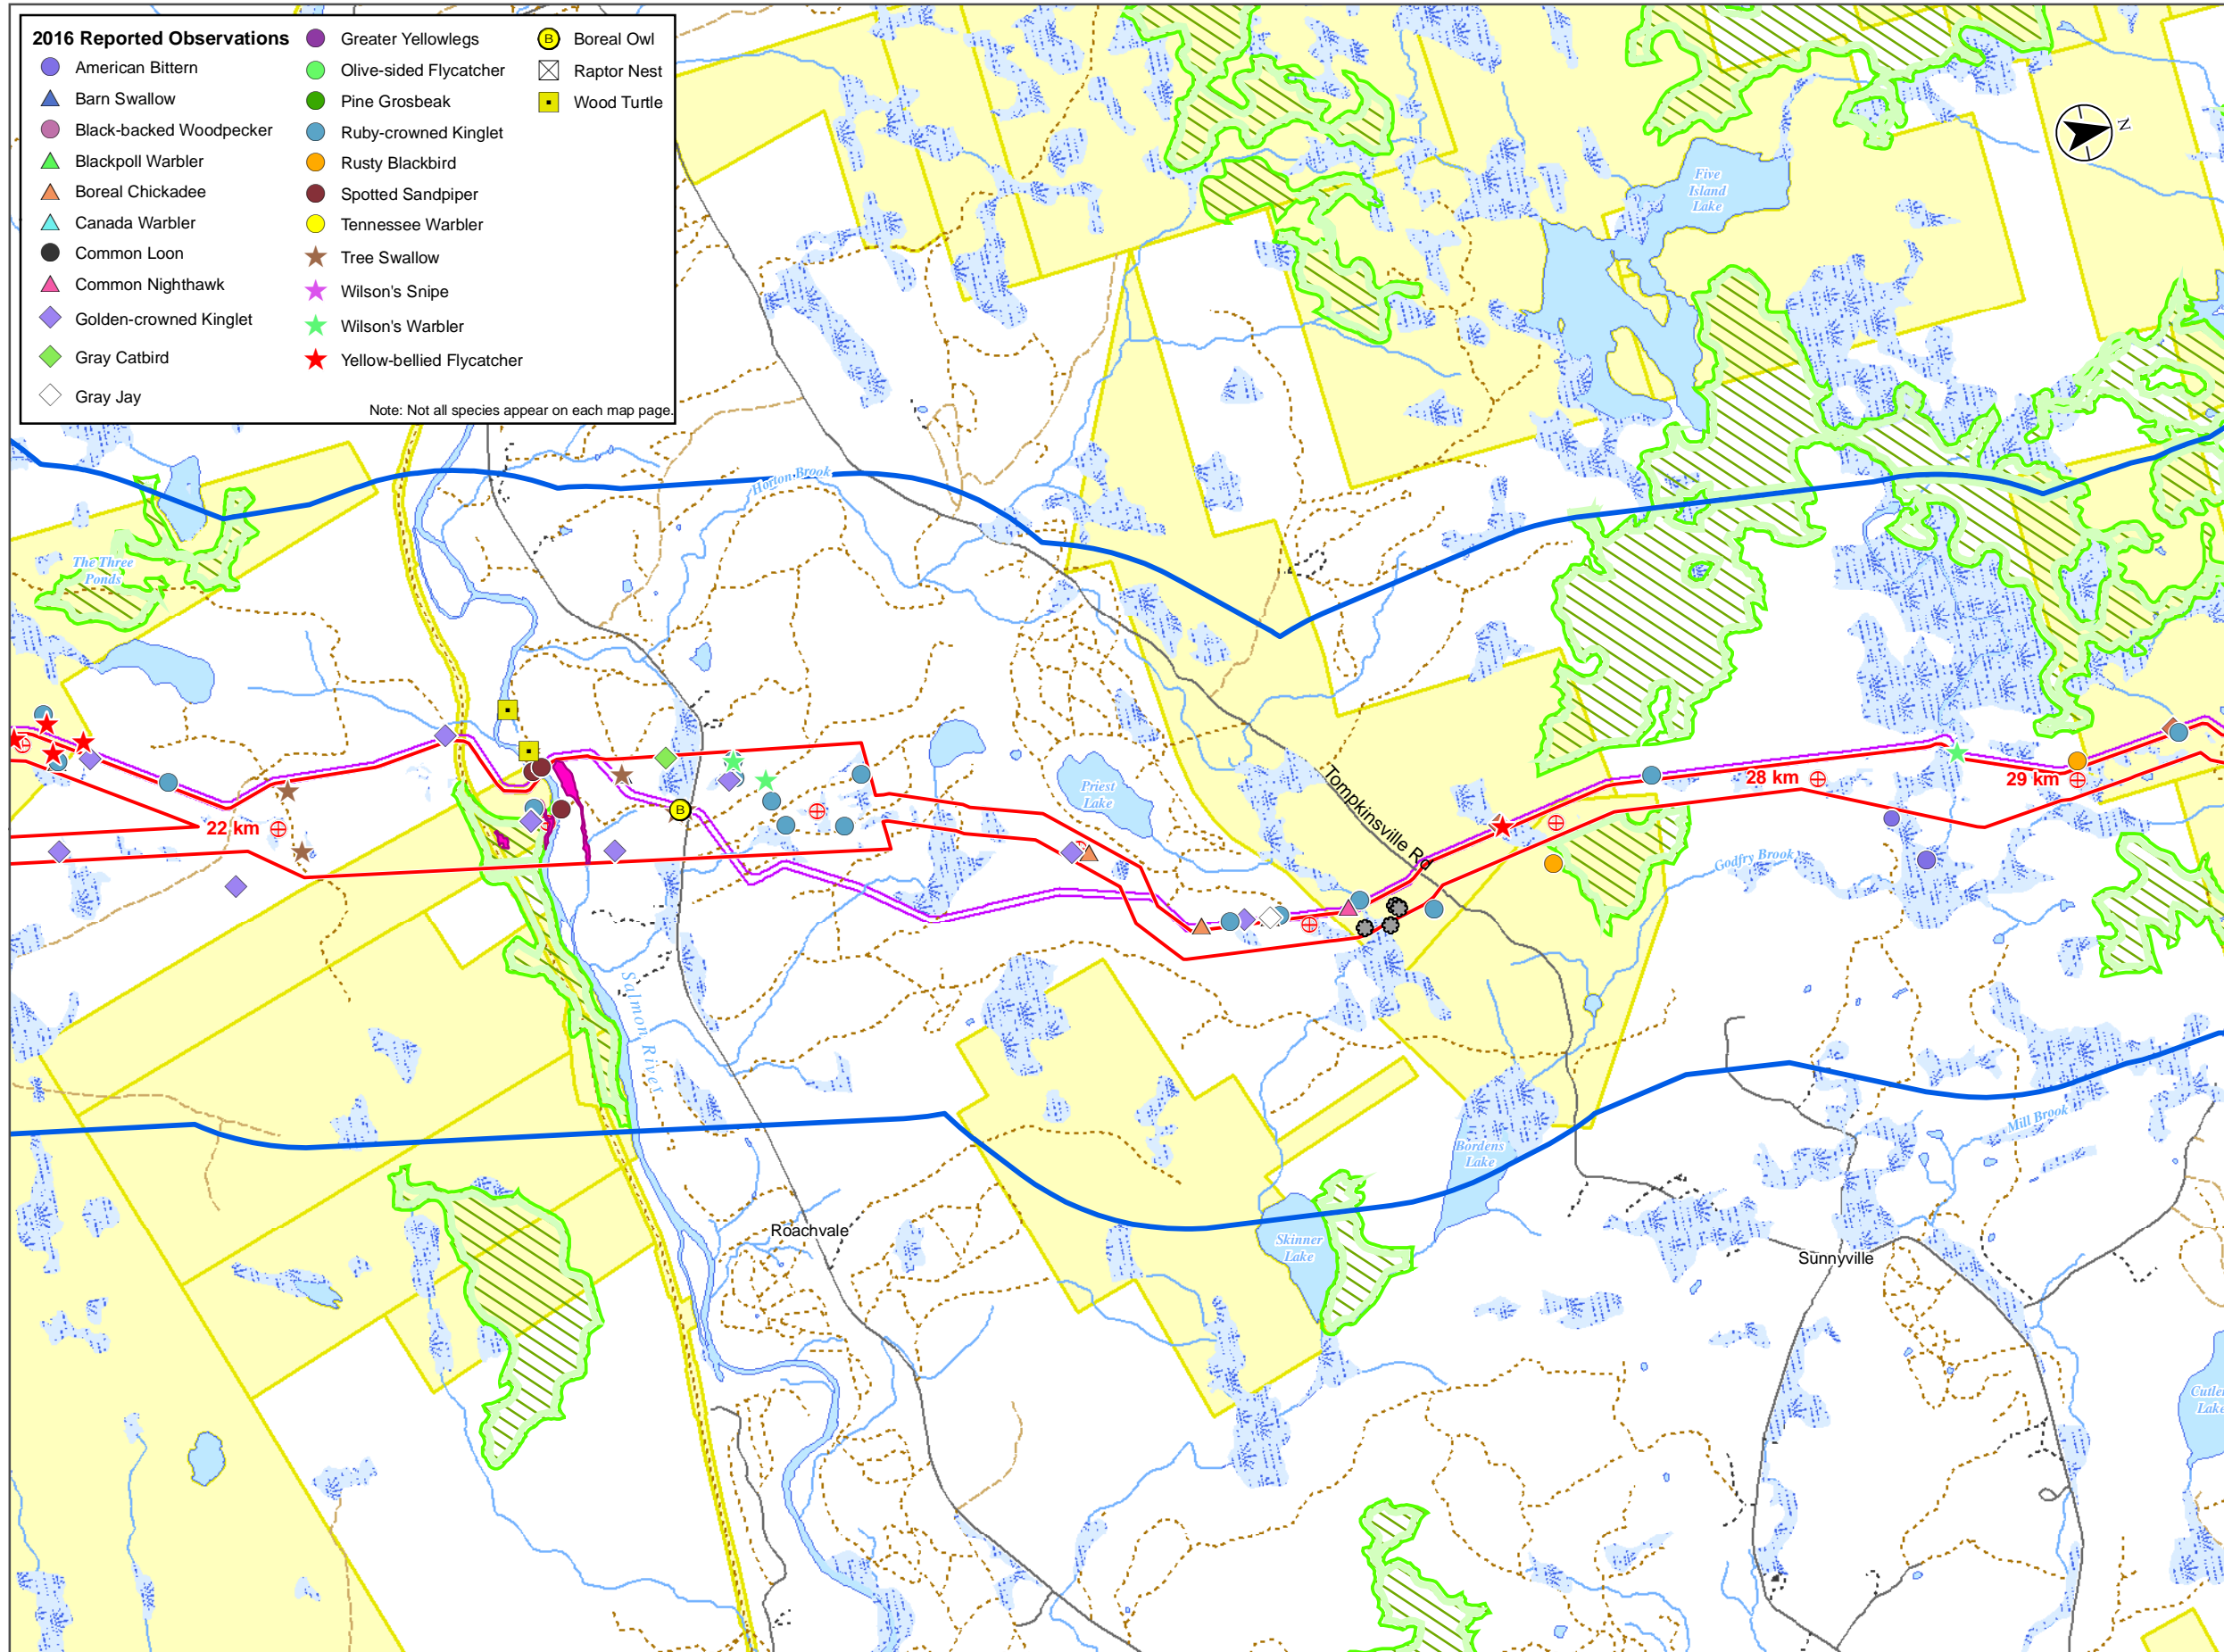 2016 Reported Observations
American Bittern
Barn Swallow
Black-backed Woodpecker
Blackpoll Warbler
Boreal Chickadee
Canada Warbler
Common Loon
Common Nighthawk
Golden-crowned Kinglet
Gray Catbird
Gray Jay
Greater Yellowlegs
Olive-sided Flycatcher
Pine Grosbeak
Ruby-crowned Kinglet
Rusty Blackbird
Spotted Sandpiper
Tennessee Warbler
Tree Swallow
Wilson's Snipe
Wilson's Warbler
Yellow-bellied Flycatcher
B Boreal Owl
Raptor Nest
Wood Turtle
Note: Not all species appear on each map page.
N
Five
Island
Lake
Horton Brook
The Three
Ponds
Priest
Lake
Tompkinsville Rd
28 km
29 km
22 km
B
Godfry Brook
Salmon River
Mill Brook
Bordens
Lake
Roachvale
Skinner
Lake
Sunnyville
Lake